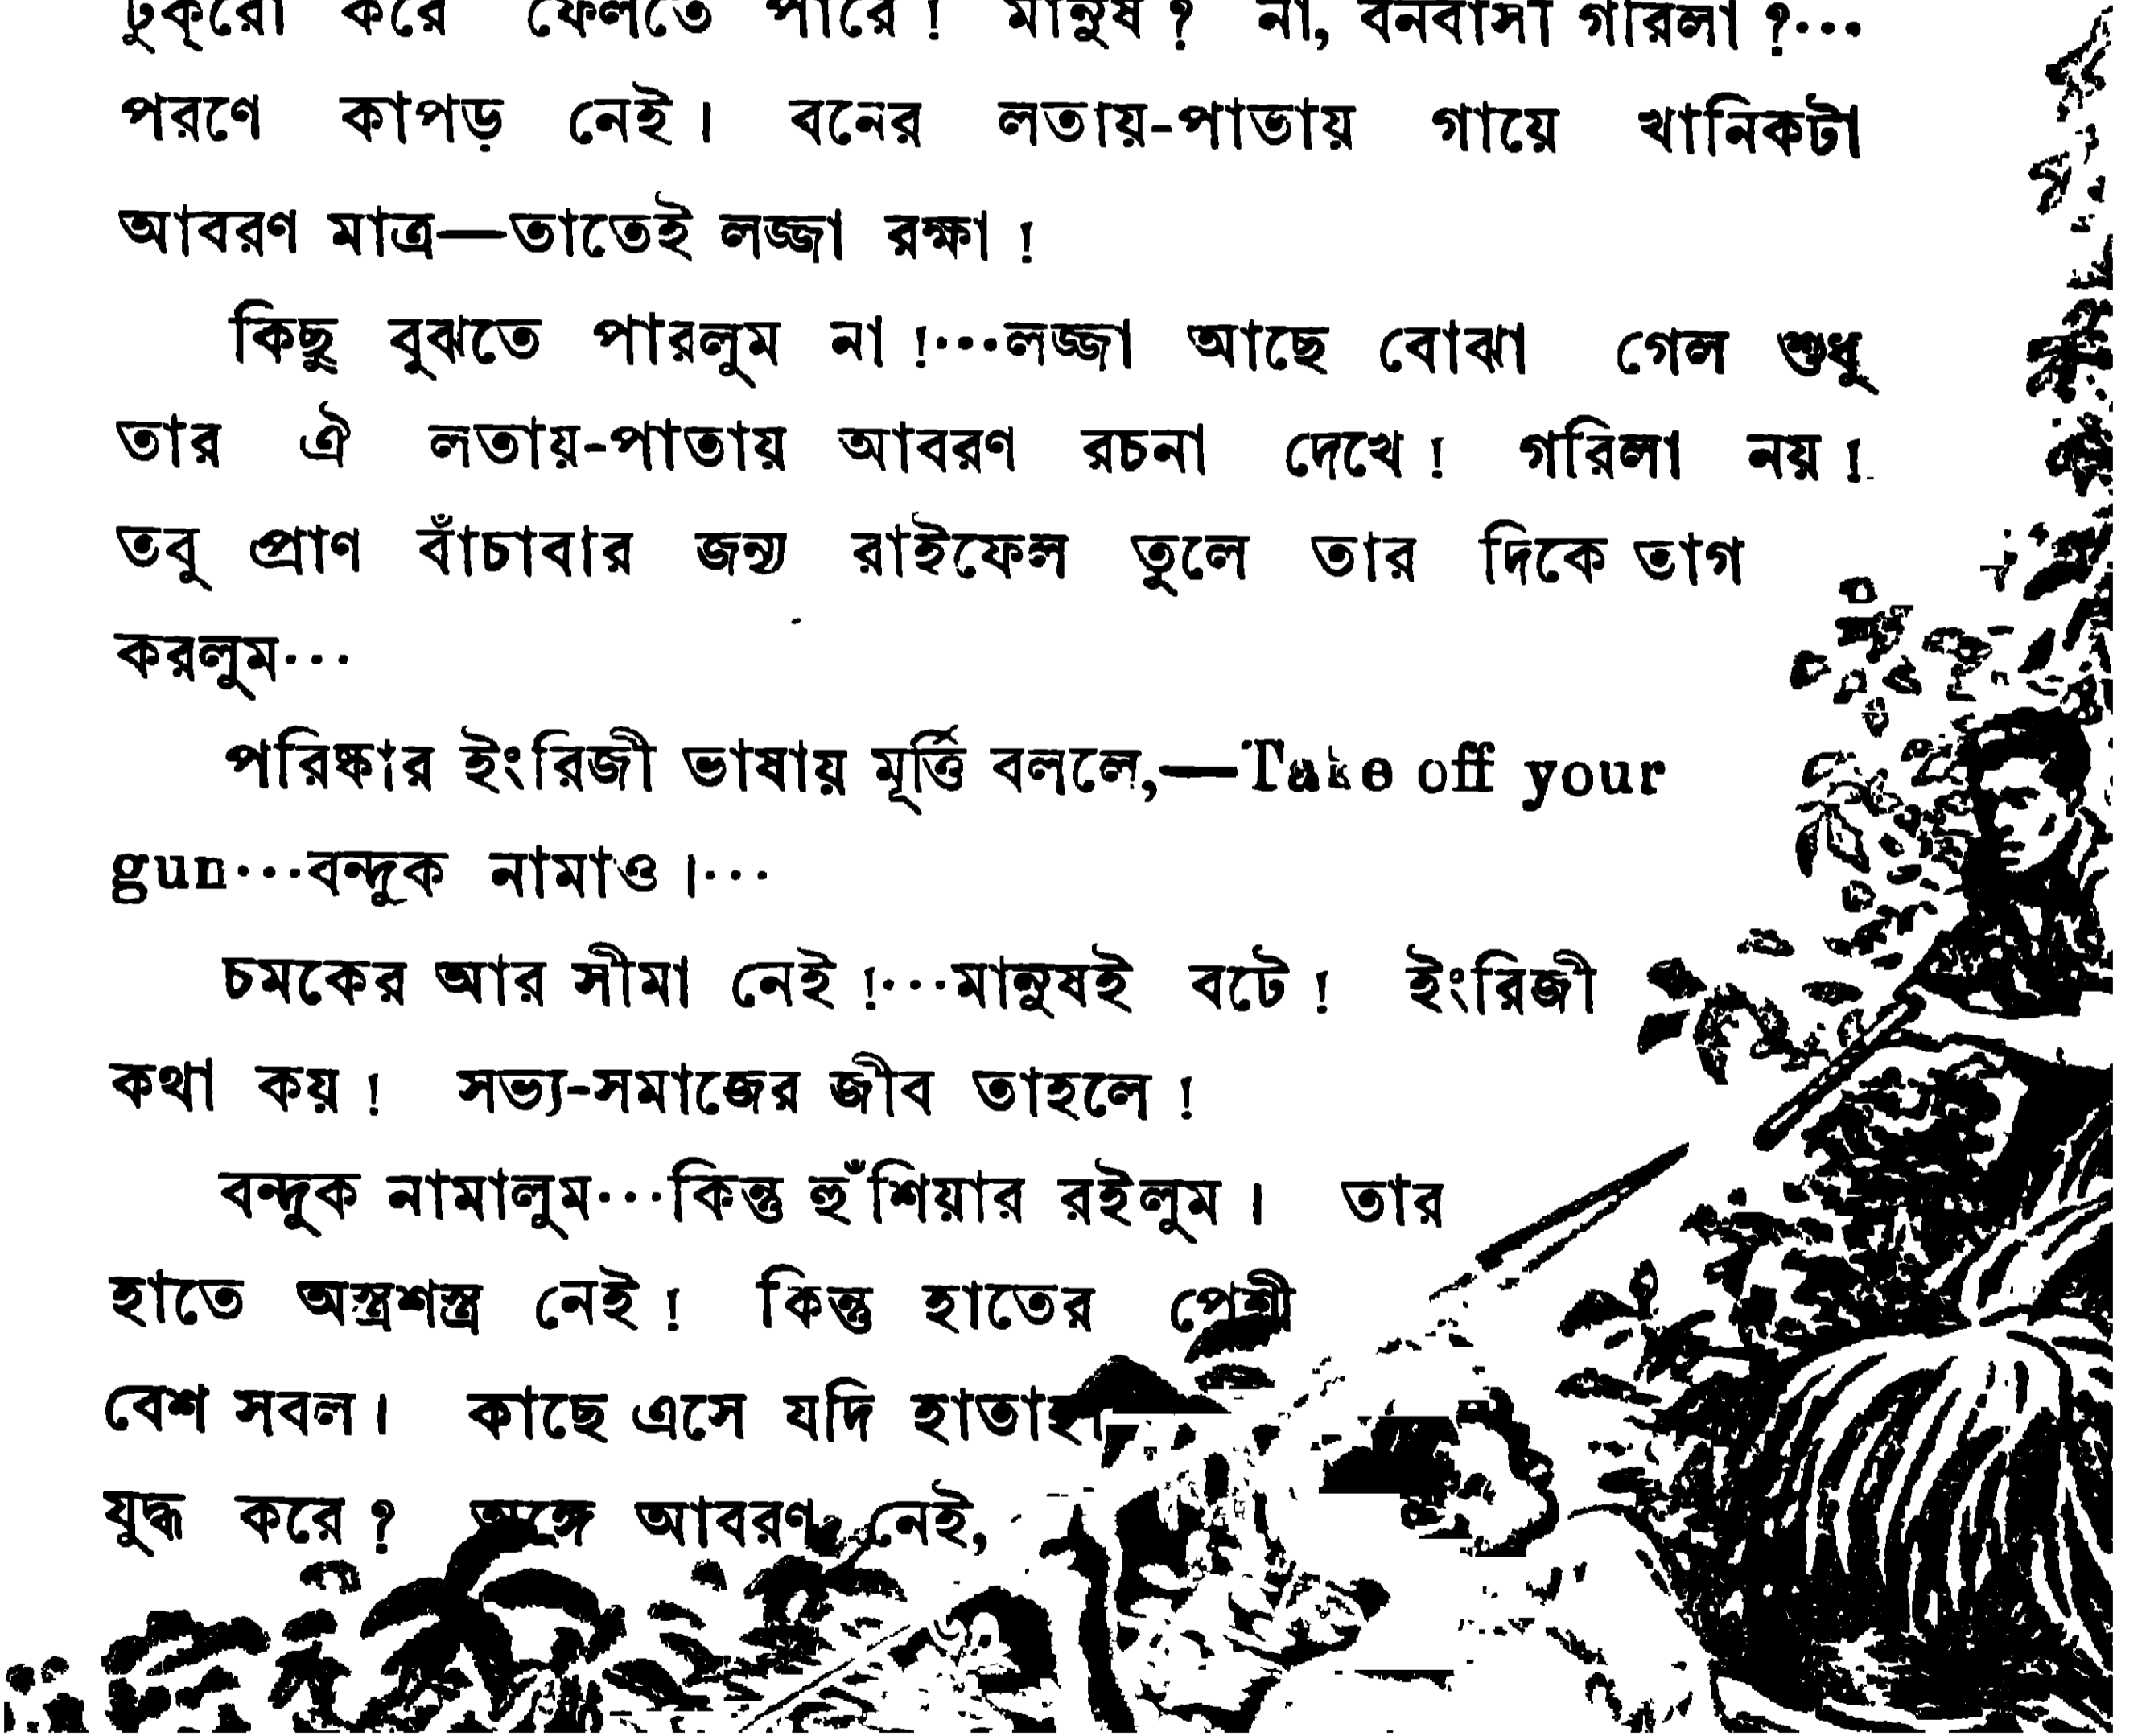 টুক্‌রো করে ফেলতে পারে ! মানুষ ? না, বনবাসী গরিলা ?···
পরণে কাপড় নেই। বনের লতায়-পাতায় গায়ে খানিকটা
আবরণ মাত্র—তাতেই লজ্জা রক্ষা !
কিছু বুঝতে পারলুম না !···লজ্জা আছে বোঝা গেল শুধু
তার ঐ লতায়-পাতায় আবরণ রচনা দেখে ! গরিলা নয় !
তবু প্রাণ বাঁচাবার জন্য রাইফেল তুলে তার দিকে তাগ
করলুম···
পরিষ্কার ইংরিজী ভাষায় মূর্ত্তি বললে,—Take off your
gun···বন্দুক নামাও।···
চমকের আর সীমা নেই !···মানুষই বটে ! ইংরিজী
কথা কয় ! সভ্য-সমাজের জীব তাহলে !
বন্দুক নামালুম···কিন্তু হুঁশিয়ার রইলুম। তার
হাতে অস্ত্রশস্ত্র নেই ! কিন্তু হাতের পেশী
বেশ সবল। কাছে এসে যদি
যুদ্ধ করে ? অঙ্গে আবরণ নেই,